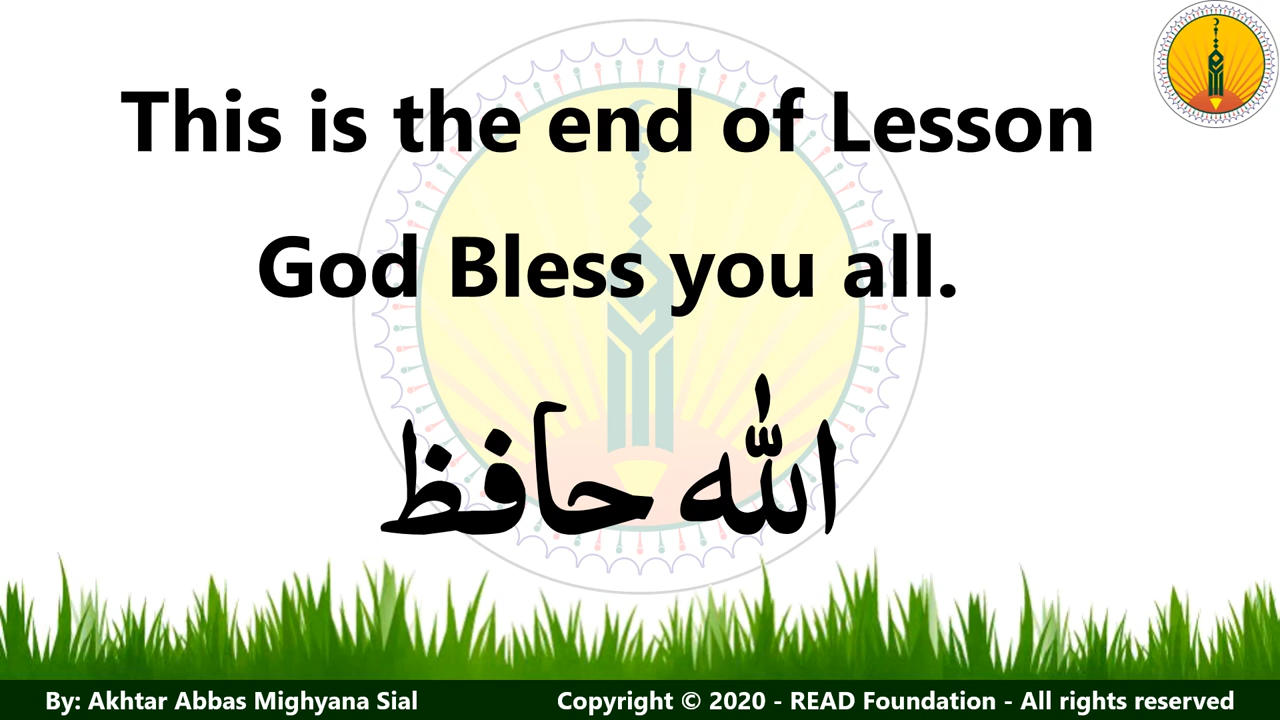 This is the end of Lesson
God Bless you all.
اللہ حافظ
By: Akhtar Abbas Mighyana Sial
Copyright © 2020 - READ Foundation - All rights reserved